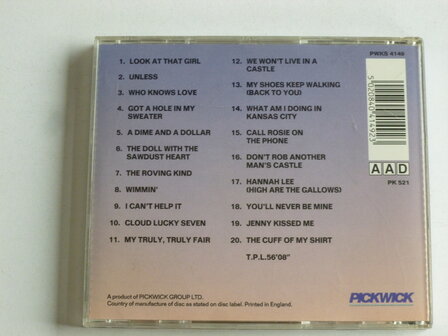 PWKS 4149
1. LOOK AT THAT GIRL
2. UNLESS
3. WHO KNOWS LOVE
4. GOT A HOLE IN MY
SWEATER
5. A DIME AND A DOLLAR
6. THE DOLL WITH THE
SAWDUST HEART
7. THE ROVING KIND
8. WIMMIN'
9. I CAN'T HELP IT
10. CLOUD LUCKY SEVEN
11. MY TRULY, TRULY FAIR
12. WE WON'T LIVE IN A
CASTLE
13. MY SHOES KEEP WALKING
(BACK TO YOU)
14. WHAT AM I DOING IN
KANSAS CITY
15. CALL ROSIE ON
THE PHONE
16. DON'T ROB ANOTHER
MAN'S CASTLE
17. HANNAH LEE
(HIGH ARE THE GALLOWS)
18. YOU'LL NEVER BE MINE
19. JENNY KISSED ME
20. THE CUFF OF MY SHIRT
T.P.L.56'08"
5 020840 414923
AAD
PK 521
A product of PICKWICK GROUP LTD.
Country of manufacture of disc as stated on disc label. Printed in England.
PICKWICK